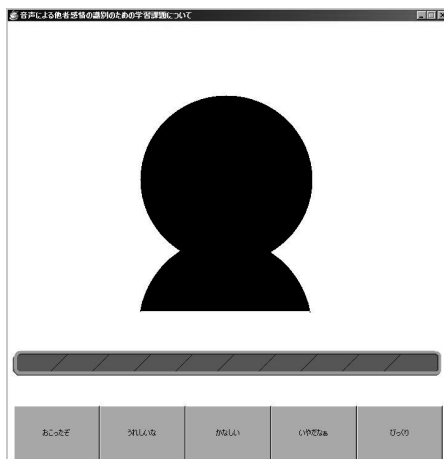 音声による他者感情の識別のための学習課題について
おこったぞ
うれしいな
かなしい
いやだなぁ
びっくり